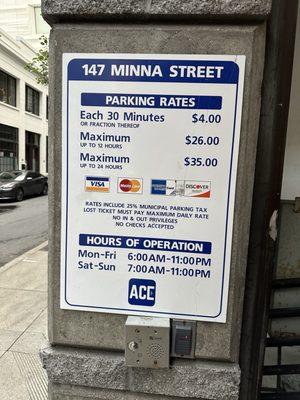 147 MINNA STREET
PARKING RATES
Each 30 Minutes $4.00
OR FRACTION THEREOF
Maximum $26.00
UP TO 12 HOURS
Maximum $35.00
UP TO 24 HOURS
VISA MasterCard DISCOVER
RATES INCLUDE 25% MUNICIPAL PARKING TAX
LOST TICKET MUST PAY MAXIMUM DAILY RATE
NO IN & OUT PRIVILEGES
NO CHECKS ACCEPTED
HOURS OF OPERATION
Mon-Fri 6:00AM-11:00PM
Sat-Sun 7:00AM-11:00PM
ACE